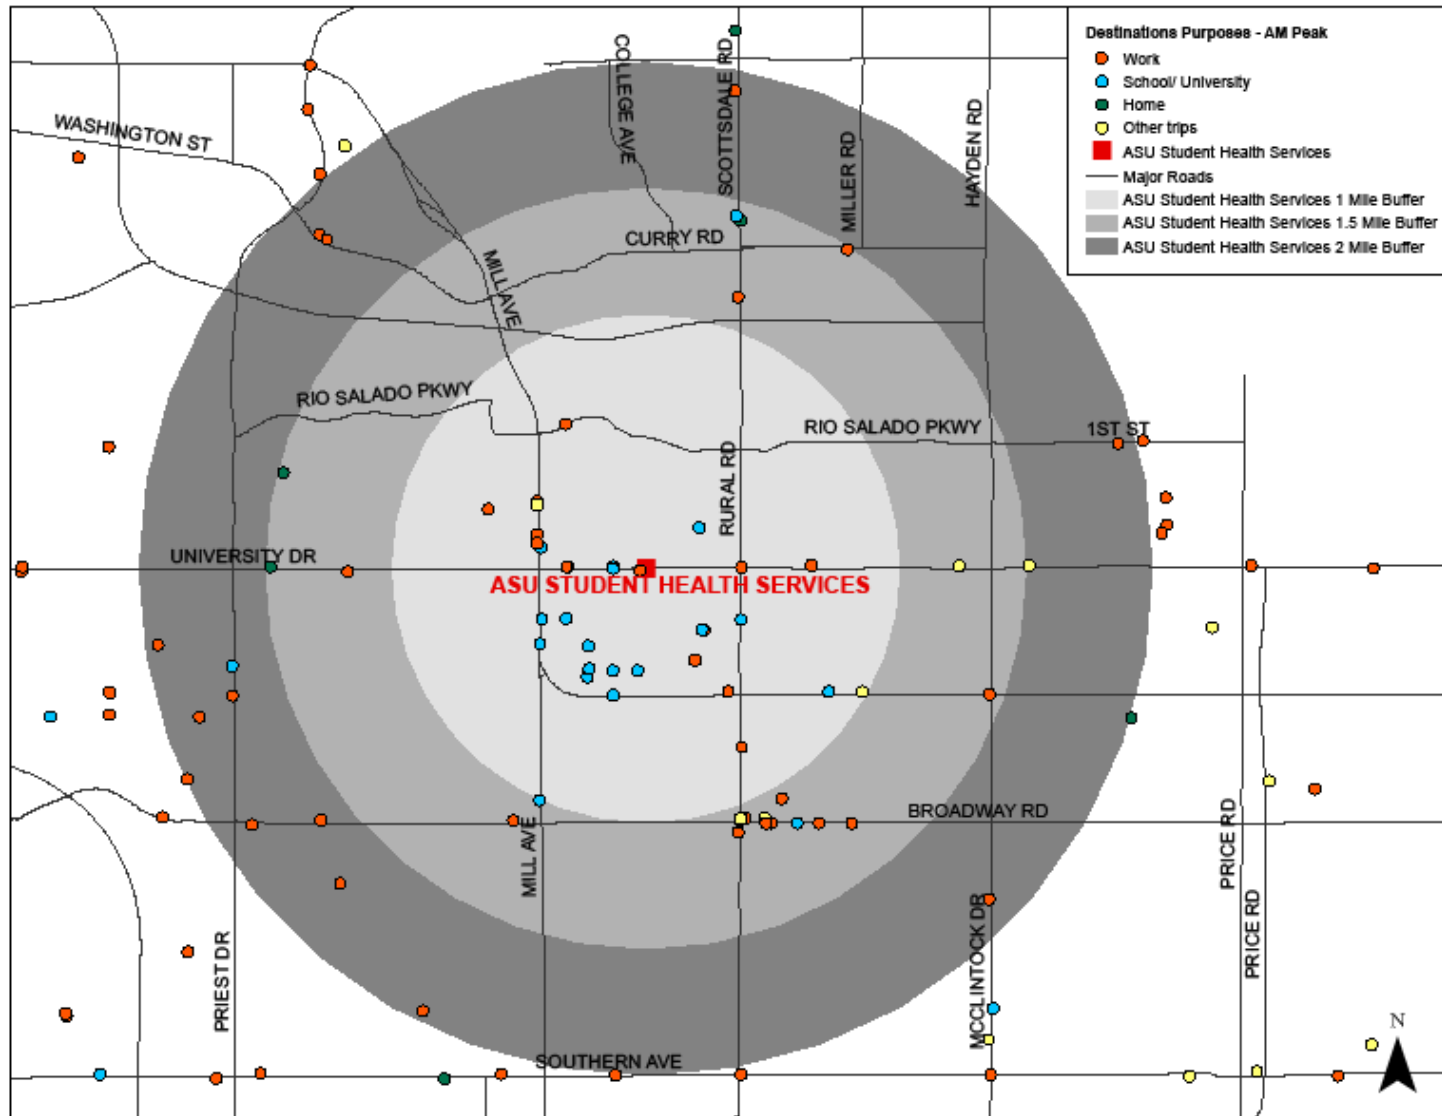 Destinations Purposes - AM Peak
Work
School/ University
Home
Other trips
ASU Student Health Services
Major Roads
ASU Student Health Services 1 Mile Buffer
ASU Student Health Services 1.5 Mile Buffer
ASU Student Health Services 2 Mile Buffer
COLLEGE AVE
SCOTTSDALE RD
MILLER RD
HAYDEN RD
WASHINGTON ST
CURRY RD
MILL AVE
RIO SALADO PKWY
RIO SALADO PKWY
1ST ST
RURAL RD
UNIVERSITY DR
ASU STUDENT HEALTH SERVICES
BROADWAY RD
MILL AVE
PRICE RD
PRIEST DR
MCCLINTOCK DR
PRICE RD
SOUTHERN AVE
N